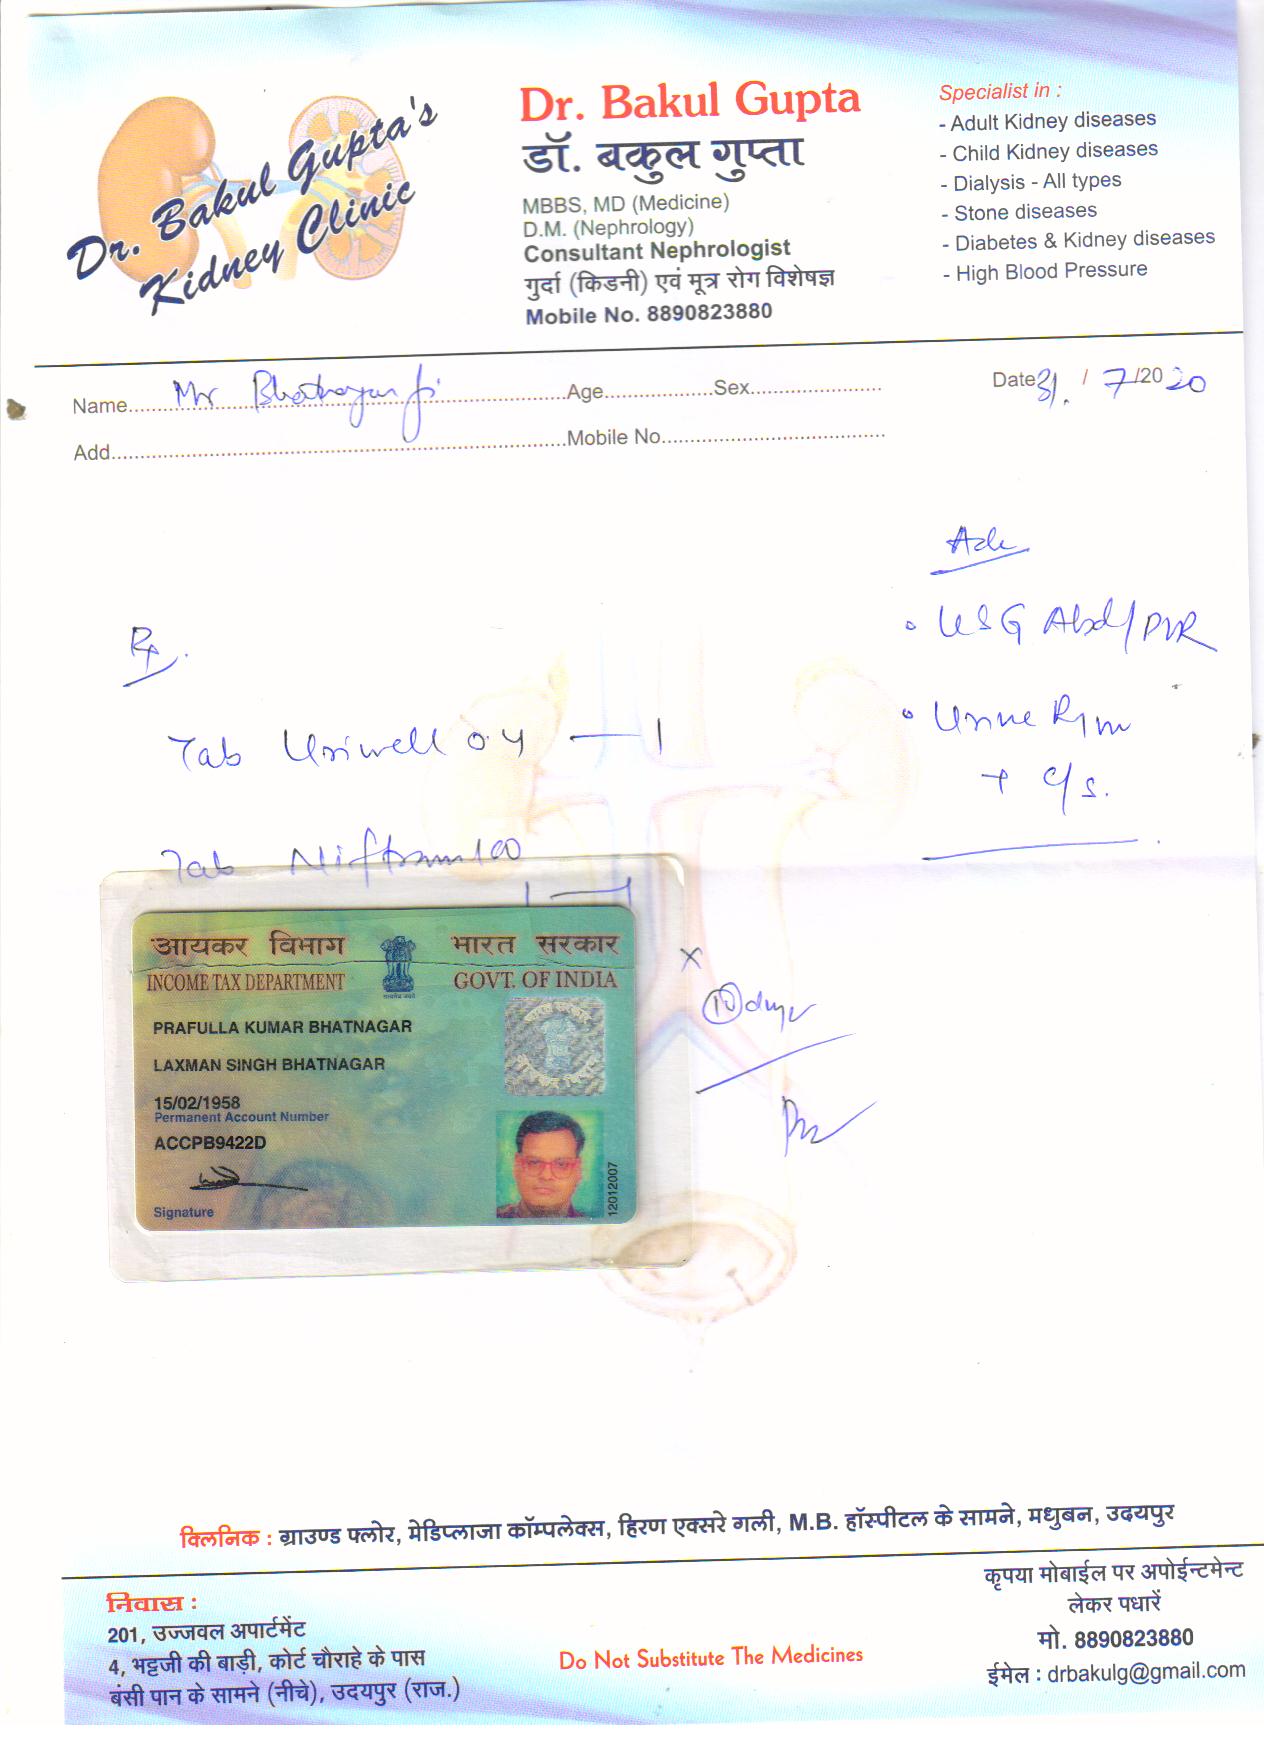 Dr. Bakul Gupta's
Kidney Clinic
Dr. Bakul Gupta
डॉ. बकुल गुप्ता
MBBS, MD (Medicine)
D.M. (Nephrology)
Consultant Nephrologist
गुर्दा (किडनी) एवं मूत्र रोग विशेषज्ञ
Mobile No. 8890823880
Specialist in :
- Adult Kidney diseases
- Child Kidney diseases
- Dialysis - All types
- Stone diseases
- Diabetes & Kidney diseases
- High Blood Pressure
Name Mr Bhatnagar Ji Age Sex
Date 31 / 7/2020
Add Mobile No.
Adv
USG Abd/PVR
Urine R/m
+ c/s.
Rx
Tab Uriwell 0.4 — 1
Tab Niftran 100
1 — 1
x
10 days
आयकर विभाग
INCOME TAX DEPARTMENT
भारत सरकार
GOVT. OF INDIA
PRAFULLA KUMAR BHATNAGAR
LAXMAN SINGH BHATNAGAR
15/02/1958
Permanent Account Number
ACCPB9422D
Signature
12012007
क्लिनिक : ग्राउण्ड फ्लोर, मेडिप्लाजा कॉम्पलेक्स, हिरण एक्सरे गली, M.B. हॉस्पीटल के सामने, मधुबन, उदयपुर
निवास :
201, उज्जवल अपार्टमेंट
4, भट्टजी की बाड़ी, कोर्ट चौराहे के पास
बंसी पान के सामने (नीचे), उदयपुर (राज.)
Do Not Substitute The Medicines
कृपया मोबाईल पर अपोईन्टमेन्ट
लेकर पधारें
मो. 8890823880
ईमेल : drbakulg@gmail.com